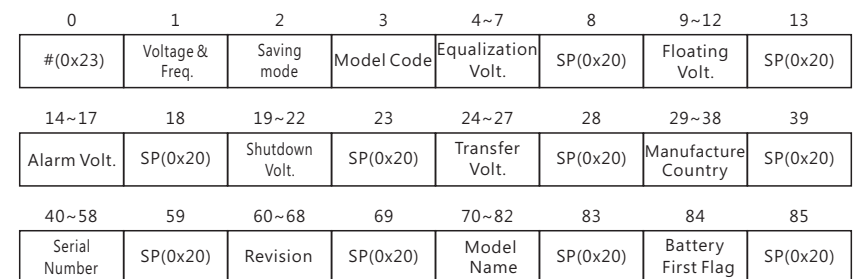 0 1 2 3 4~7 8 9~12 13
#(0x23) Voltage & Freq. Saving mode Model Code Equalization Volt. SP(0x20) Floating Volt. SP(0x20)
14~17 18 19~22 23 24~27 28 29~38 39
Alarm Volt. SP(0x20) Shutdown Volt. SP(0x20) Transfer Volt. SP(0x20) Manufacture Country SP(0x20)
40~58 59 60~68 69 70~82 83 84 85
Serial Number SP(0x20) Revision SP(0x20) Model Name SP(0x20) Battery First Flag SP(0x20)